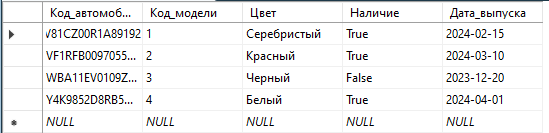 Код_автомоб... Код_модели Цвет Наличие Дата_выпуска
V81CZ00R1A89192 1 Серебристый True 2024-02-15
VF1RFB0097055... 2 Красный True 2024-03-10
WBA11EV0109Z... 3 Черный False 2023-12-20
Y4K9852D8RB5... 4 Белый True 2024-04-01
NULL NULL NULL NULL NULL